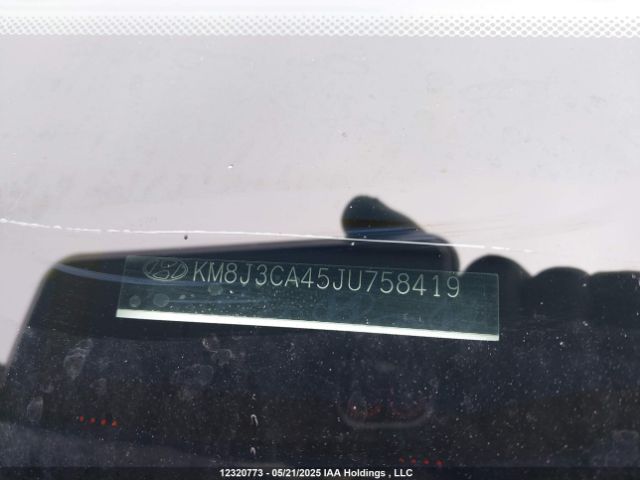 KM8J3CA45JU758419
12320773 - 05/21/2025 IAA Holdings , LLC